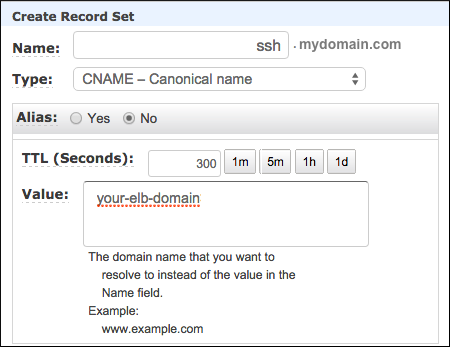 Create Record Set
Name: ssh . mydomain.com
Type: CNAME – Canonical name
Alias: Yes No
TTL (Seconds): 300 1m 5m 1h 1d
Value: your-elb-domain
The domain name that you want to
resolve to instead of the value in the
Name field.
Example:
www.example.com